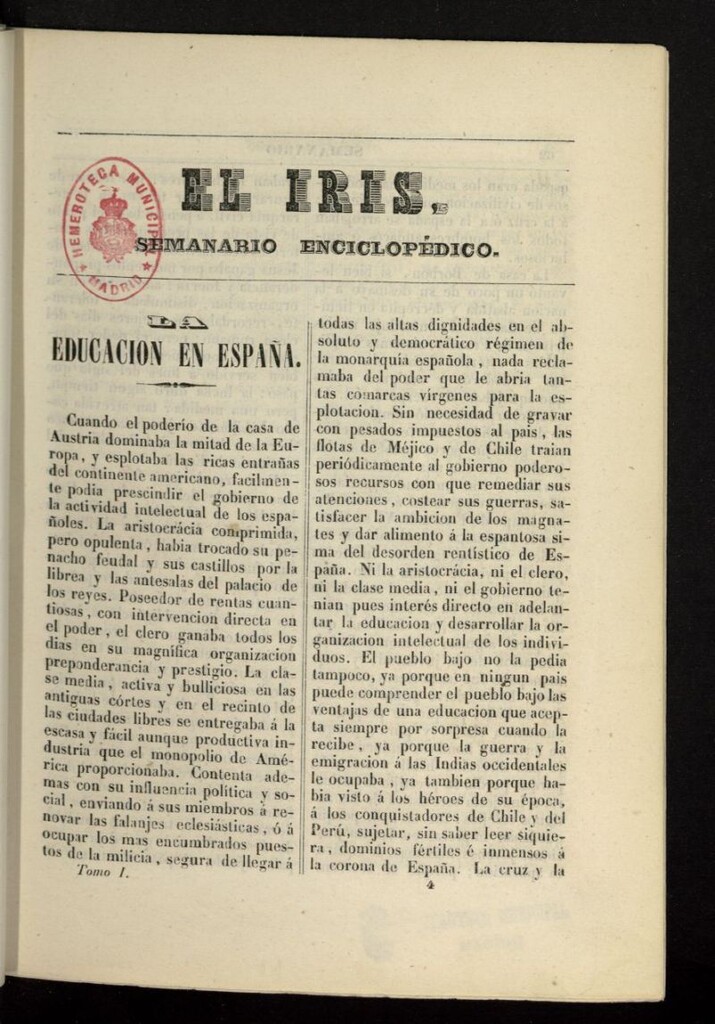 EL IRIS,
SEMANARIO ENCICLOPÉDICO.
HEMEROTECA MUNICIPAL
MADRID
LA
EDUCACION EN ESPAÑA.
Cuando el poderío de la casa de
Austria dominaba la mitad de la Eu-
ropa, y esplotaba las ricas entrañas
del continente americano, facilmen-
te podia prescindir el gobierno de
la actividad intelectual de los espa-
ñoles. La aristocrácia comprimida,
pero opulenta, habia trocado su pe-
nacho feudal y sus castillos por la
librea y las antesalas del palacio de
los reyes. Poseedor de rentas cuan-
tiosas, con intervencion directa en
el poder, el clero ganaba todos los
dias en su magnífica organizacion
preponderancia y prestigio. La cla-
se media, activa y bulliciosa en las
antiguas córtes y en el recinto de
las ciudades libres se entregaba á la
escasa y fácil aunque productiva in-
dustria que el monopolio de Amé-
rica proporcionaba. Contenta ade-
mas con su influencia política y so-
cial, enviando á sus miembros á re-
novar las falanjes eclesiásticas, ó á
ocupar los mas encumbrados pues-
tos de la milicia, segura de llegar á
Tomo I.
todas las altas dignidades en el ab-
soluto y democrático régimen de
la monarquía española, nada recla-
maba del poder que le abria tan-
tas comarcas vírgenes para la es-
plotacion. Sin necesidad de gravar
con pesados impuestos al pais, las
flotas de Méjico y de Chile traian
periódicamente al gobierno podero-
sos recursos con que remediar sus
atenciones, costear sus guerras, sa-
tisfacer la ambicion de los magna-
tes y dar alimento á la espantosa si-
ma del desorden rentístico de Es-
paña. Ni la aristocrácia, ni el clero,
ni la clase media, ni el gobierno te-
nian pues interés directo en adelan-
tar la educacion y desarrollar la or-
ganizacion intelectual de los indivi-
duos. El pueblo bajo no la pedia
tampoco, ya porque en ningun pais
puede comprender el pueblo bajo las
ventajas de una educacion que acep-
ta siempre por sorpresa cuando la
recibe, ya porque la guerra y la
emigracion á las Indias occidentales
le ocupaba, ya tambien porque ha-
bia visto á los héroes de su época,
á los conquistadores de Chile y del
Perú, sujetar, sin saber leer siquie-
ra, dominios fértiles é inmensos á
la corona de España. La cruz y la
4